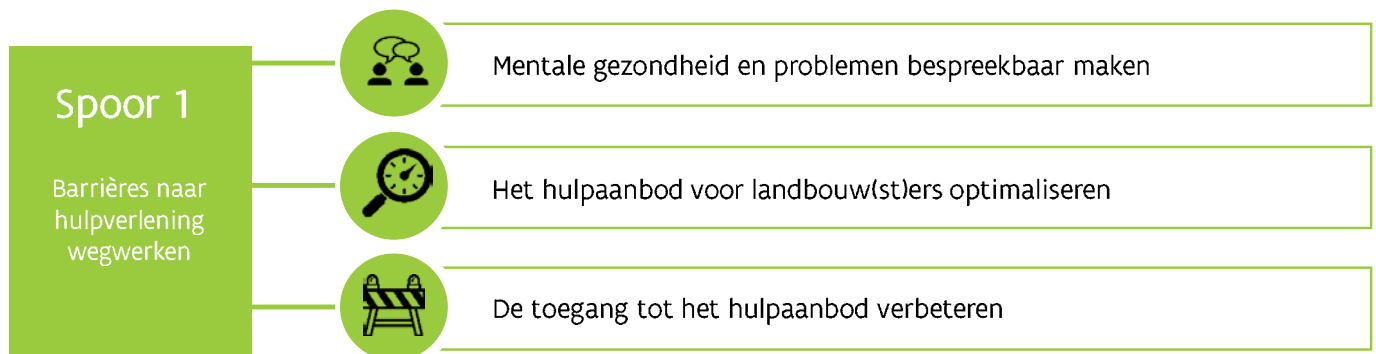 Spoor 1
Barrières naar
hulpverlening
wegwerken
Mentale gezondheid en problemen bespreekbaar maken
Het hulpaanbod voor landbouw(st)ers optimaliseren
De toegang tot het hulpaanbod verbeteren